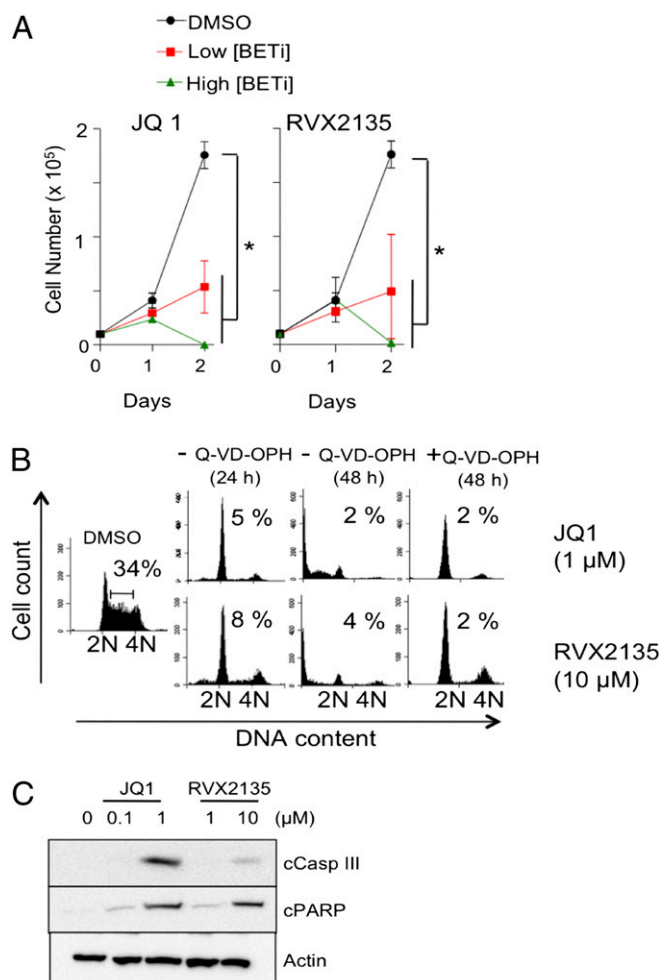 A
DMSO
Low [BETi]
High [BETi]
JQ 1
RVX2135
Cell Number (x 10⁵)
2
1
0
0 1 2
0 1 2
Days
Days
B
- Q-VD-OPH
(24 h)
- Q-VD-OPH
(48 h)
+Q-VD-OPH
(48 h)
Cell count
DMSO
34%
2N 4N
5 %
2 %
2 %
JQ1
(1 µM)
8 %
4 %
2 %
RVX2135
(10 µM)
2N 4N
2N 4N
2N 4N
DNA content
C
JQ1
RVX2135
0 0.1 1 1 10 (µM)
cCasp III
cPARP
Actin